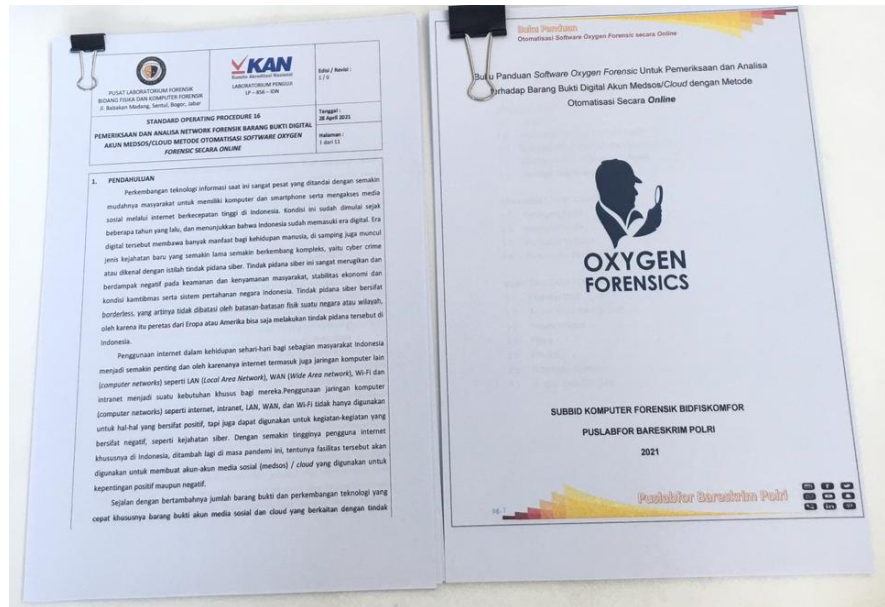 PUSAT LABORATORIUM FORENSIK
BIDANG FISIKA DAN KOMPUTER FORENSIK
Jl. Babakan Madang, Sentul, Bogor, Jabar
KAN
Komite Akreditasi Nasional
LABORATORIUM PENGUJI
LP – 856 – IDN
Edisi / Revisi :
1 / 0
STANDARD OPERATING PROCEDURE 16
PEMERIKSAAN DAN ANALISA NETWORK FORENSIK BARANG BUKTI DIGITAL
AKUN MEDSOS/CLOUD METODE OTOMATISASI SOFTWARE OXYGEN
FORENSIC SECARA ONLINE
Tanggal :
28 April 2021
Halaman :
1 dari 11
1. PENDAHULUAN
Perkembangan teknologi informasi saat ini sangat pesat yang ditandai dengan semakin
mudahnya masyarakat untuk memiliki komputer dan smartphone serta mengakses media
sosial melalui internet berkecepatan tinggi di Indonesia. Kondisi ini sudah dimulai sejak
beberapa tahun yang lalu, dan menunjukkan bahwa Indonesia sudah memasuki era digital. Era
digital tersebut membawa banyak manfaat bagi kehidupan manusia, di samping juga muncul
jenis kejahatan baru yang semakin lama semakin berkembang kompleks, yaitu cyber crime
atau dikenal dengan istilah tindak pidana siber. Tindak pidana siber ini sangat merugikan dan
berdampak negatif pada keamanan dan kenyamanan masyarakat, stabilitas ekonomi dan
kondisi kamtibmas serta sistem pertahanan negara Indonesia. Tindak pidana siber bersifat
borderless, yang artinya tidak dibatasi oleh batasan-batasan fisik suatu negara atau wilayah,
oleh karena itu peretas dari Eropa atau Amerika bisa saja melakukan tindak pidana tersebut di
Indonesia.
Penggunaan internet dalam kehidupan sehari-hari bagi sebagian masyarakat Indonesia
menjadi semakin penting dan oleh karenanya internet termasuk juga jaringan komputer lain
(computer networks) seperti LAN (Local Area Network), WAN (Wide Area network), Wi-Fi dan
intranet menjadi suatu kebutuhan khusus bagi mereka.Penggunaan jaringan komputer
(computer networks) seperti internet, intranet, LAN, WAN, dan Wi-Fi tidak hanya digunakan
untuk hal-hal yang bersifat positif, tapi juga dapat digunakan untuk kegiatan-kegiatan yang
bersifat negatif, seperti kejahatan siber. Dengan semakin tingginya pengguna internet
khususnya di Indonesia, ditambah lagi di masa pandemi ini, tentunya fasilitas tersebut akan
digunakan untuk membuat akun-akun media sosial (medsos) / cloud yang digunakan untuk
kepentingan positif maupun negatif.
Sejalan dengan bertambahnya jumlah barang bukti dan perkembangan teknologi yang
cepat khususnya barang bukti akun media sosial dan cloud yang berkaitan dengan tindak
Buku Panduan
Otomatisasi Software Oxygen Forensic secara Online
Buku Panduan Software Oxygen Forensic Untuk Pemeriksaan dan Analisa
terhadap Barang Bukti Digital Akun Medsos/Cloud dengan Metode
Otomatisasi Secara Online
OXYGEN
FORENSICS
SUBBID KOMPUTER FORENSIK BIDFISKOMFOR
PUSLABFOR BARESKRIM POLRI
2021
Puslabfor Bareskrim Polri